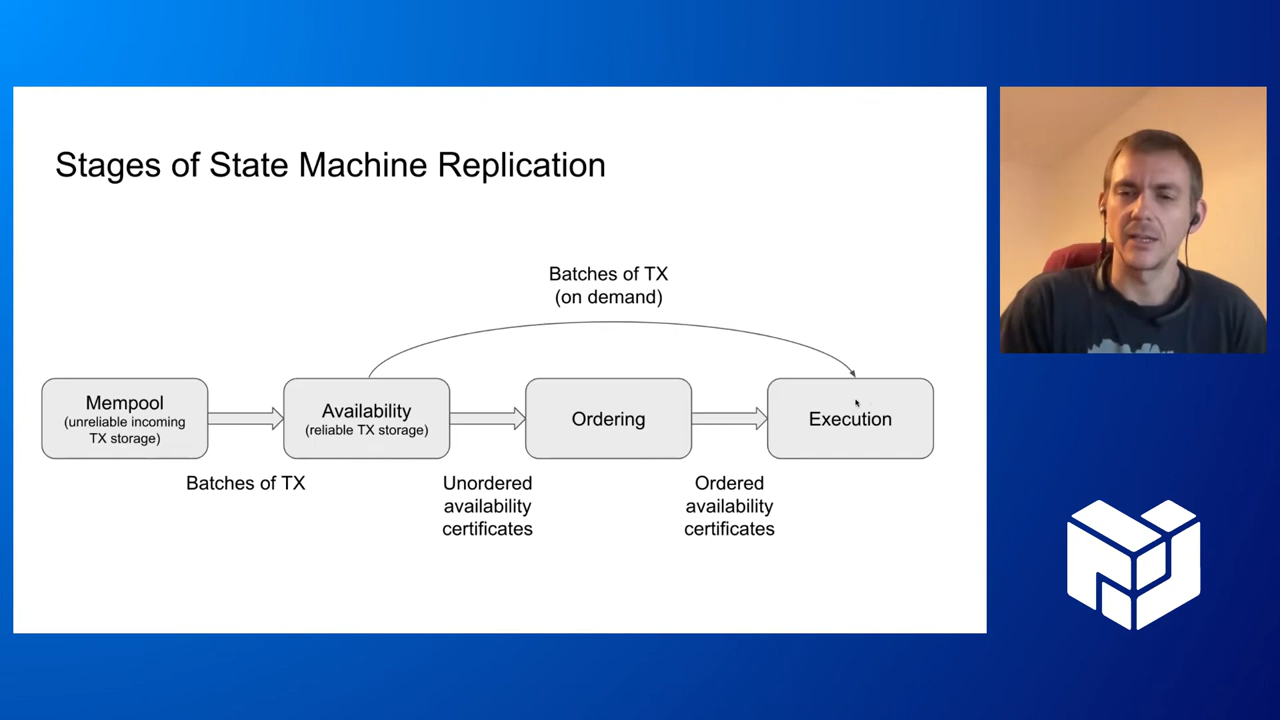 Stages of State Machine Replication
Batches of TX
(on demand)
Mempool
(unreliable incoming
TX storage)
Availability
(reliable TX storage)
Ordering
Execution
Batches of TX
Unordered
availability
certificates
Ordered
availability
certificates